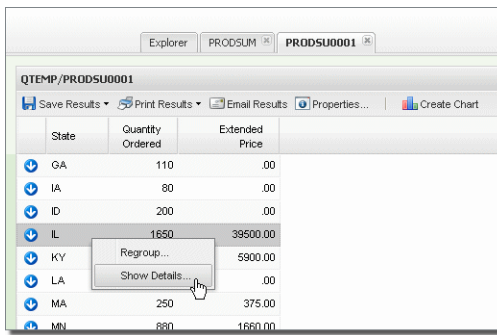 Explorer PRODSUM PRODSU0001
QTEMP/PRODSU0001
Save Results Print Results Email Results Properties... Create Chart
State Quantity Ordered Extended Price
GA 110 .00
IA 80 .00
ID 200 .00
IL 1650 39500.00
KY 5900.00
Regroup...
LA .00
Show Details...
MA 250 375.00
MN 880 1660.00